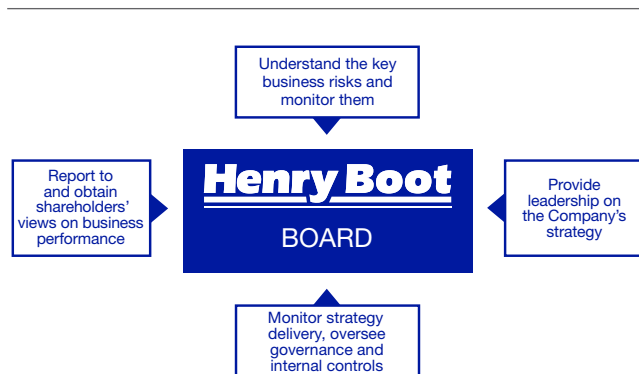 Understand the key
business risks and
monitor them
Report to
and obtain
shareholders’
views on business
performance
Henry Boot
BOARD
Provide
leadership on
the Company’s
strategy
Monitor strategy
delivery, oversee
governance and
internal controls